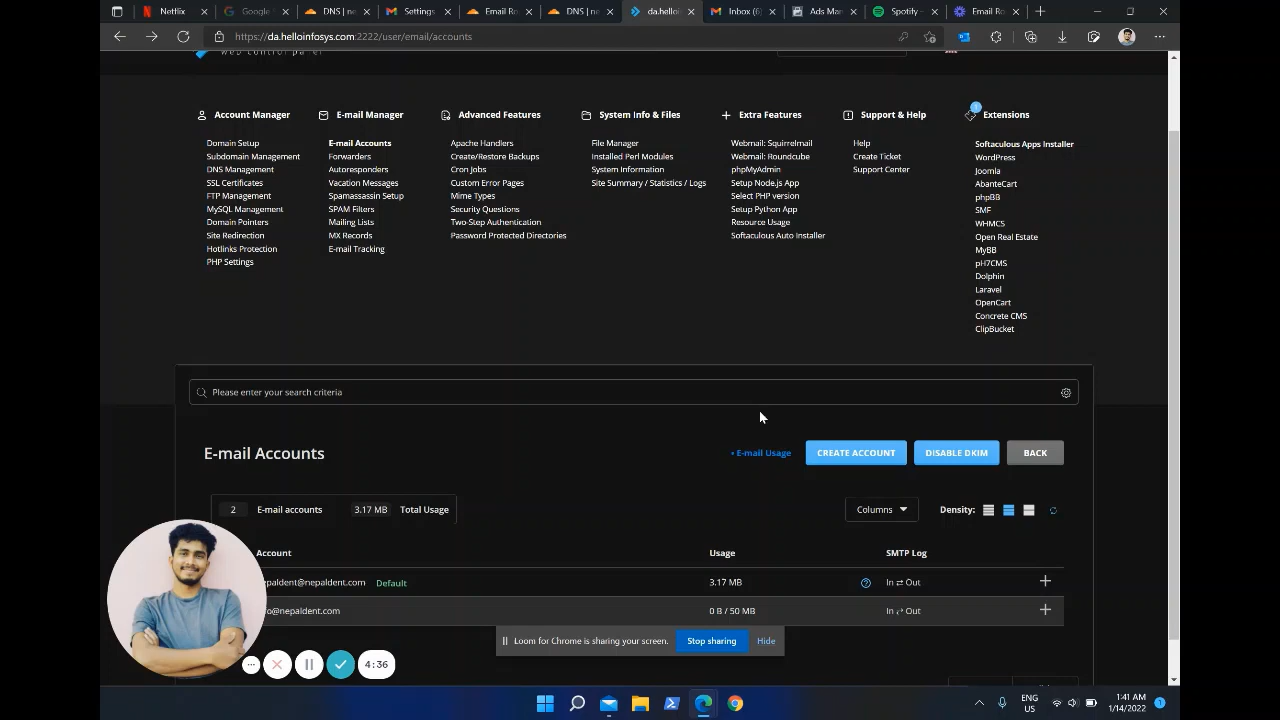 Netflix
Google
DNS | ne
Settings
Email Ro
DNS | ne
da.helloi
Inbox (6)
Ads Man
Spotify –
Email Ro
https://da.helloinfosys.com:2222/user/email/accounts
Account Manager
Domain Setup
Subdomain Management
DNS Management
SSL Certificates
FTP Management
MySQL Management
Domain Pointers
Site Redirection
Hotlinks Protection
PHP Settings
E-mail Manager
E-mail Accounts
Forwarders
Autoresponders
Vacation Messages
Spamassassin Setup
SPAM Filters
Mailing Lists
MX Records
E-mail Tracking
Advanced Features
Apache Handlers
Create/Restore Backups
Cron Jobs
Custom Error Pages
Mime Types
Security Questions
Two-Step Authentication
Password Protected Directories
System Info & Files
File Manager
Installed Perl Modules
System Information
Site Summary / Statistics / Logs
Extra Features
Webmail: Squirrelmail
Webmail: Roundcube
phpMyAdmin
Setup Node.js App
Select PHP version
Setup Python App
Resource Usage
Softaculous Auto Installer
Support & Help
Help
Create Ticket
Support Center
1
Extensions
Softaculous Apps Installer
WordPress
Joomla
AbanteCart
phpBB
SMF
WHMCS
Open Real Estate
MyBB
pH7CMS
Dolphin
Laravel
OpenCart
Concrete CMS
ClipBucket
Please enter your search criteria
E-mail Accounts
• E-mail Usage
CREATE ACCOUNT
DISABLE DKIM
BACK
2 E-mail accounts 3.17 MB Total Usage
Columns
Density:
Account Usage SMTP Log
paldent@nepaldent.com Default 3.17 MB In ⇄ Out +
fo@nepaldent.com 0 B / 50 MB In ⇄ Out +
Loom for Chrome is sharing your screen. Stop sharing Hide
4:36
ENG
US
1:41 AM
1/14/2022
1